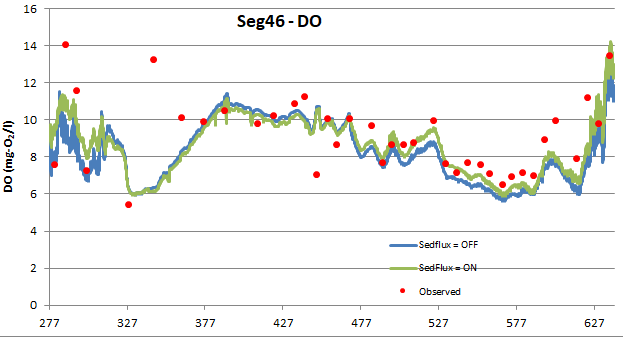 Seg46 - DO
DO (mg-O₂/l)
16
14
12
10
8
6
4
2
0
277 327 377 427 477 527 577 627
Sedflux = OFF
SedFlux = ON
Observed